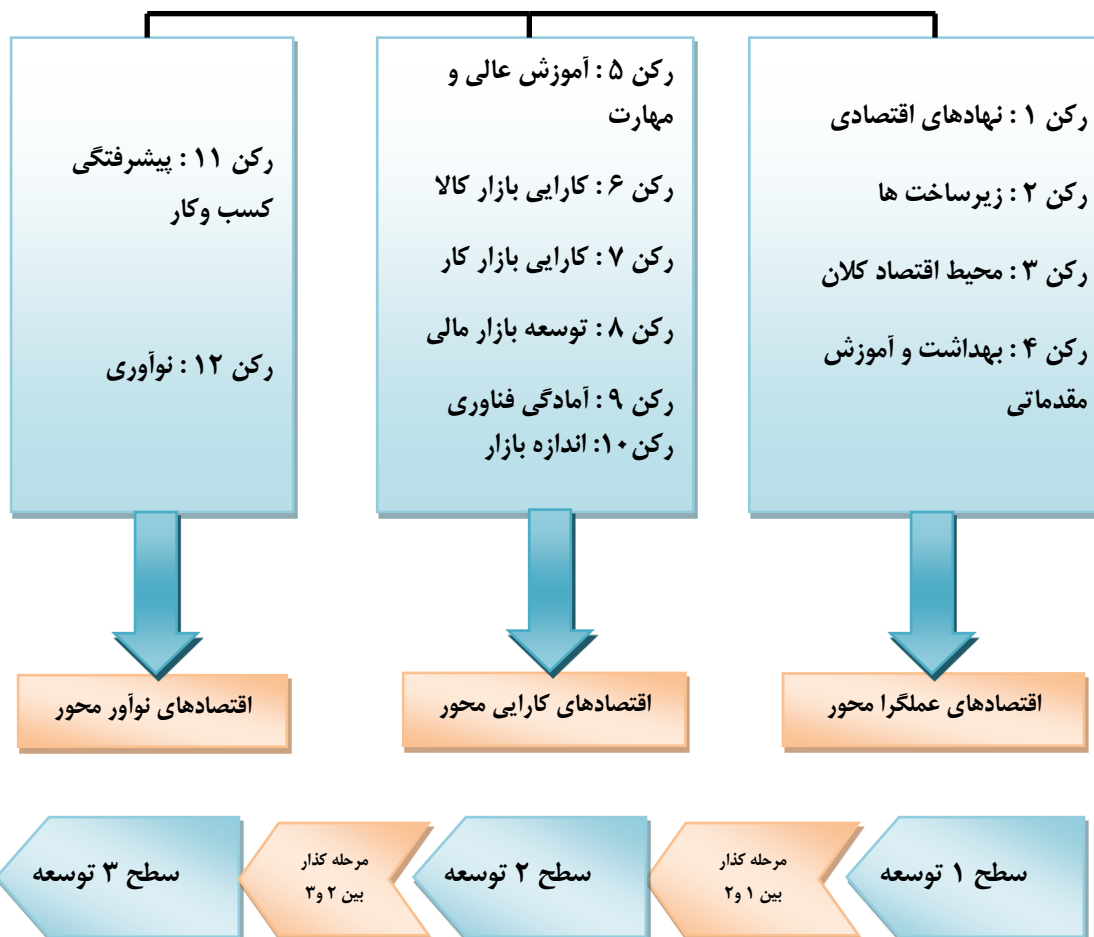 رکن ۱ : نهادهای اقتصادی
رکن ۲ : زیرساخت ها
رکن ۳ : محیط اقتصاد کلان
رکن ۴ : بهداشت و آموزش
مقدماتی
رکن ۵ : آموزش عالی و
مهارت
رکن ۶ : کارایی بازار کالا
رکن ۷ : کارایی بازار کار
رکن ۸ : توسعه بازار مالی
رکن ۹ : آمادگی فناوری
رکن ۱۰: اندازه بازار
رکن ۱۱ : پیشرفتگی
کسب وکار
رکن ۱۲ : نوآوری
اقتصادهای عملگرا محور
اقتصادهای کارایی محور
اقتصادهای نوآور محور
سطح ۱ توسعه
مرحله کذار
بین ۱ و۲
سطح ۲ توسعه
مرحله کذار
بین ۲ و۳
سطح ۳ توسعه